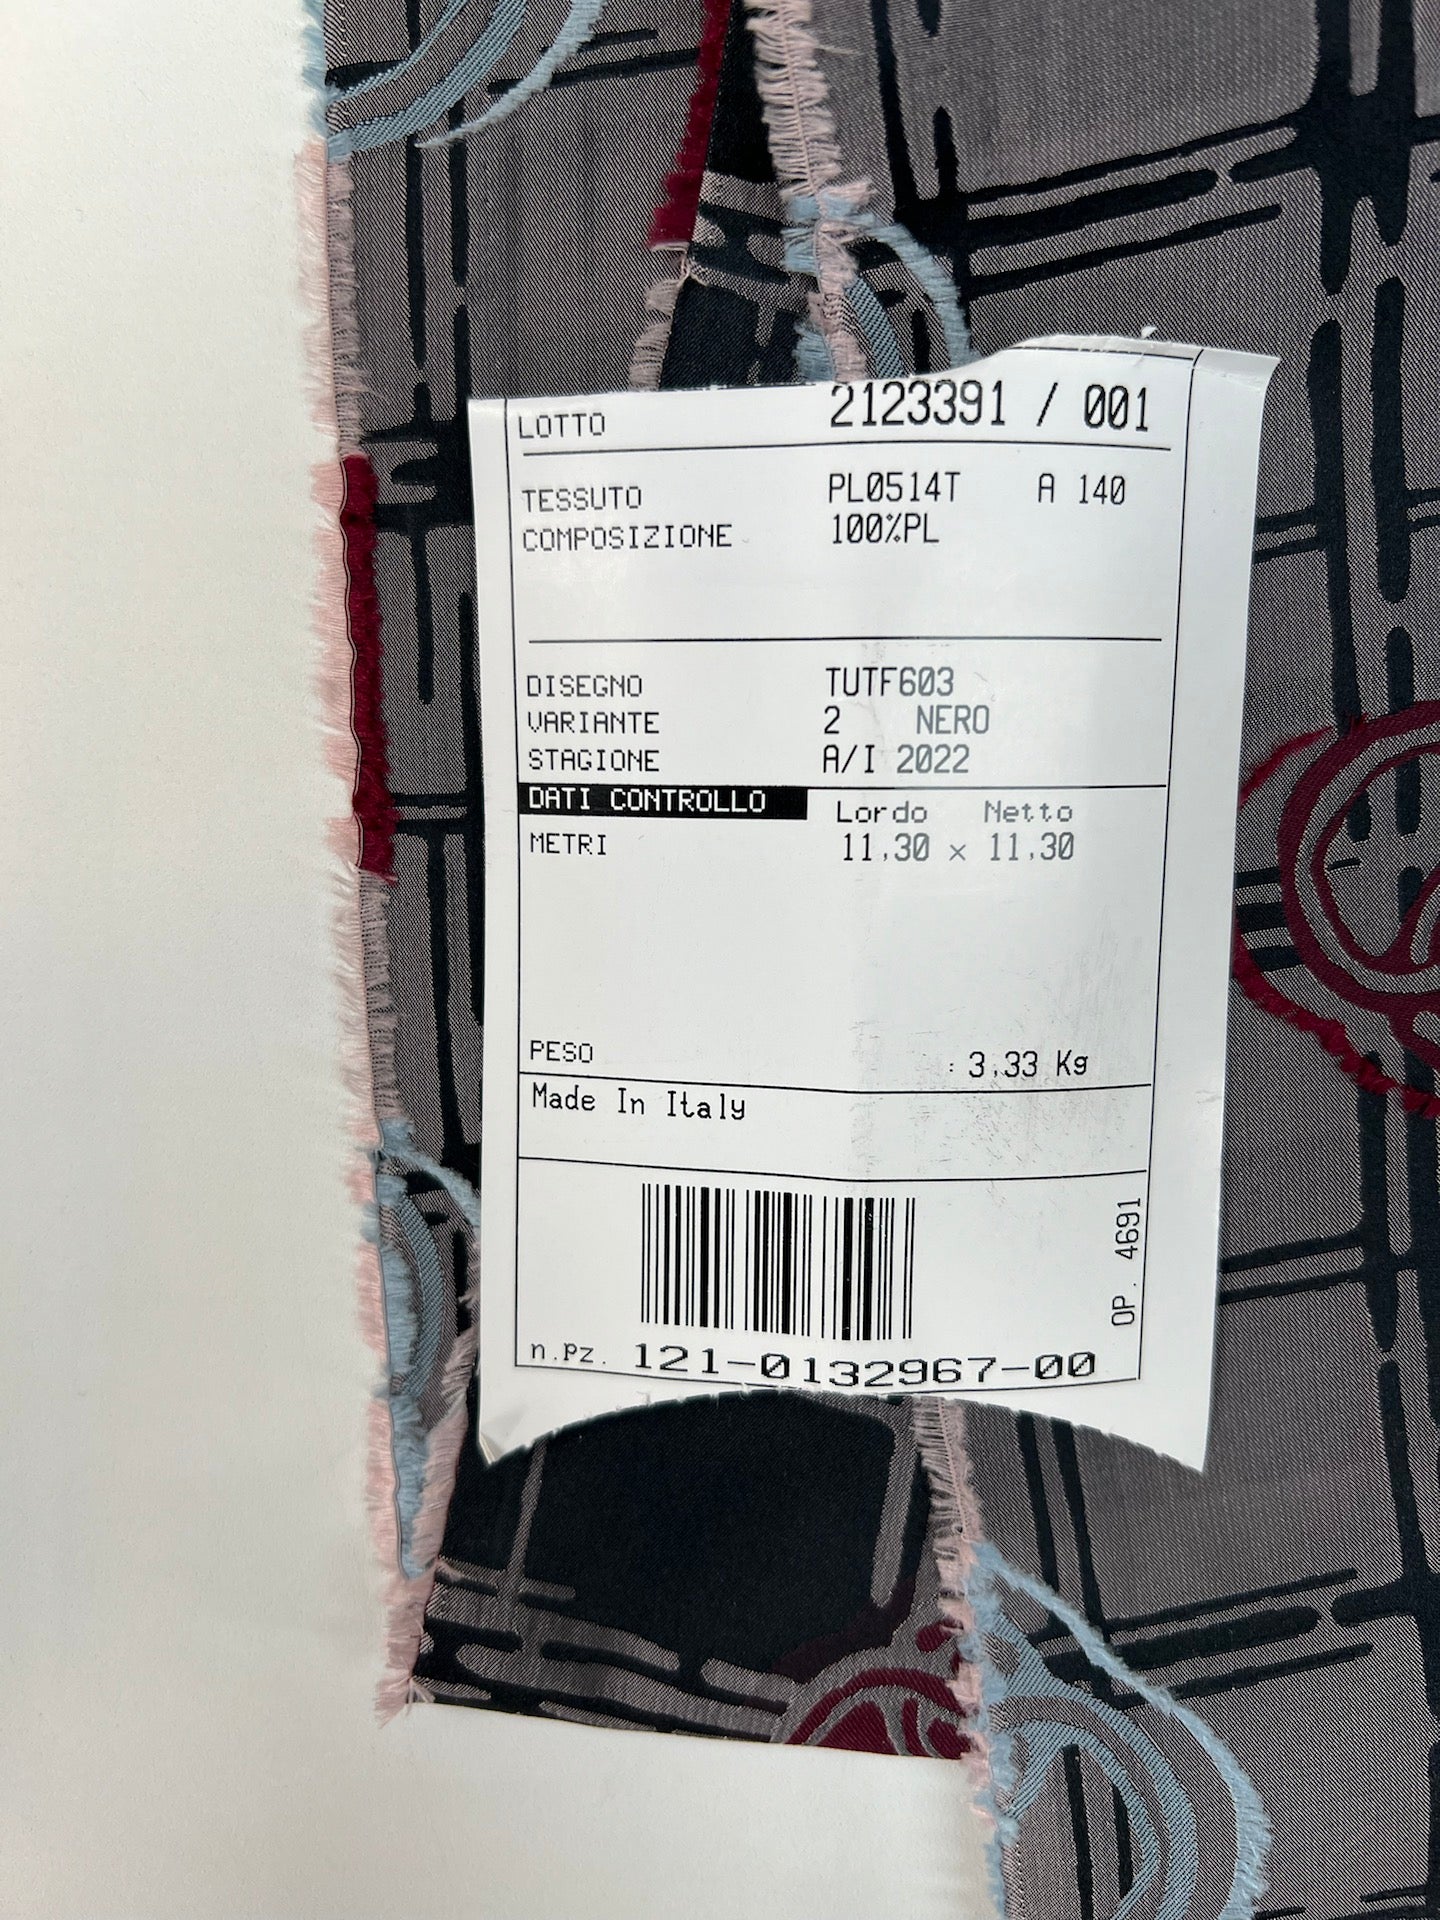 LOTTO 2123391 / 001
TESSUTO PL0514T A 140
COMPOSIZIONE 100%PL
DISEGNO TUTF603
VARIANTE 2 NERO
STAGIONE A/I 2022
DATI CONTROLLO Lordo Netto
METRI 11,30 × 11,30
PESO : 3,33 Kg
Made In Italy
OP. 4691
n.Pz. 121-0132967-00